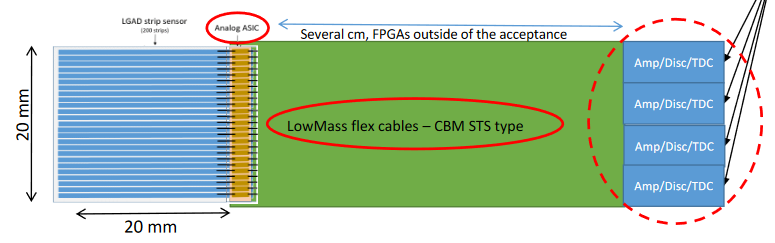 LGAD strip sensor
(200 strips)
Analog ASIC
Several cm, FPGAs outside of the acceptance
20 mm
LowMass flex cables – CBM STS type
Amp/Disc/TDC
Amp/Disc/TDC
Amp/Disc/TDC
Amp/Disc/TDC
20 mm